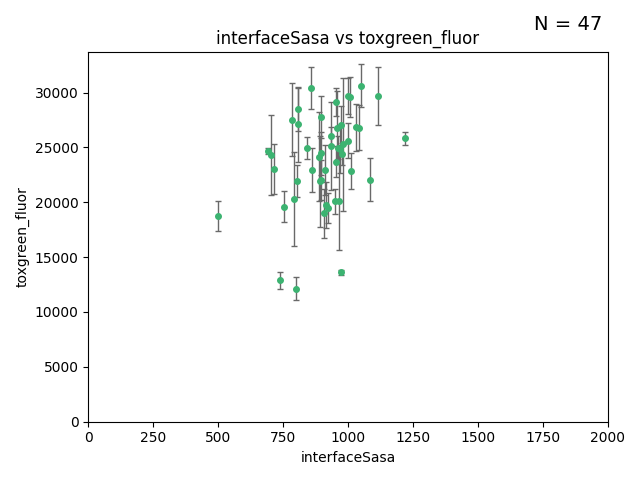 N = 47
interfaceSasa vs toxgreen_fluor
toxgreen_fluor
30000
25000
20000
15000
10000
5000
0
0 250 500 750 1000 1250 1500 1750 2000
interfaceSasa